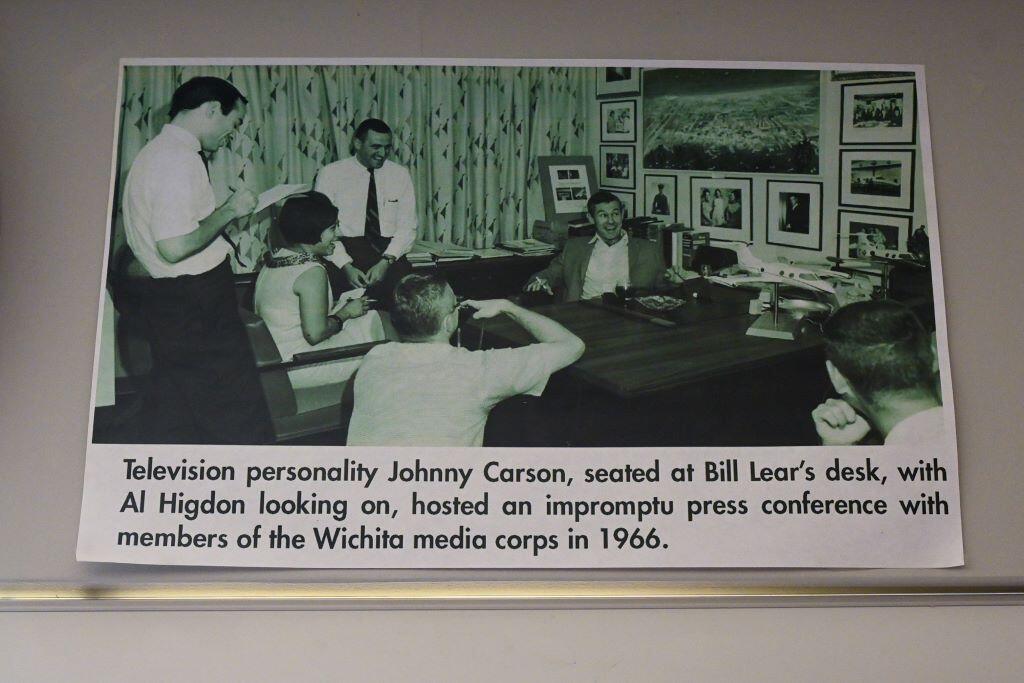 Television personality Johnny Carson, seated at Bill Lear's desk, with
Al Higdon looking on, hosted an impromptu press conference with
members of the Wichita media corps in 1966.